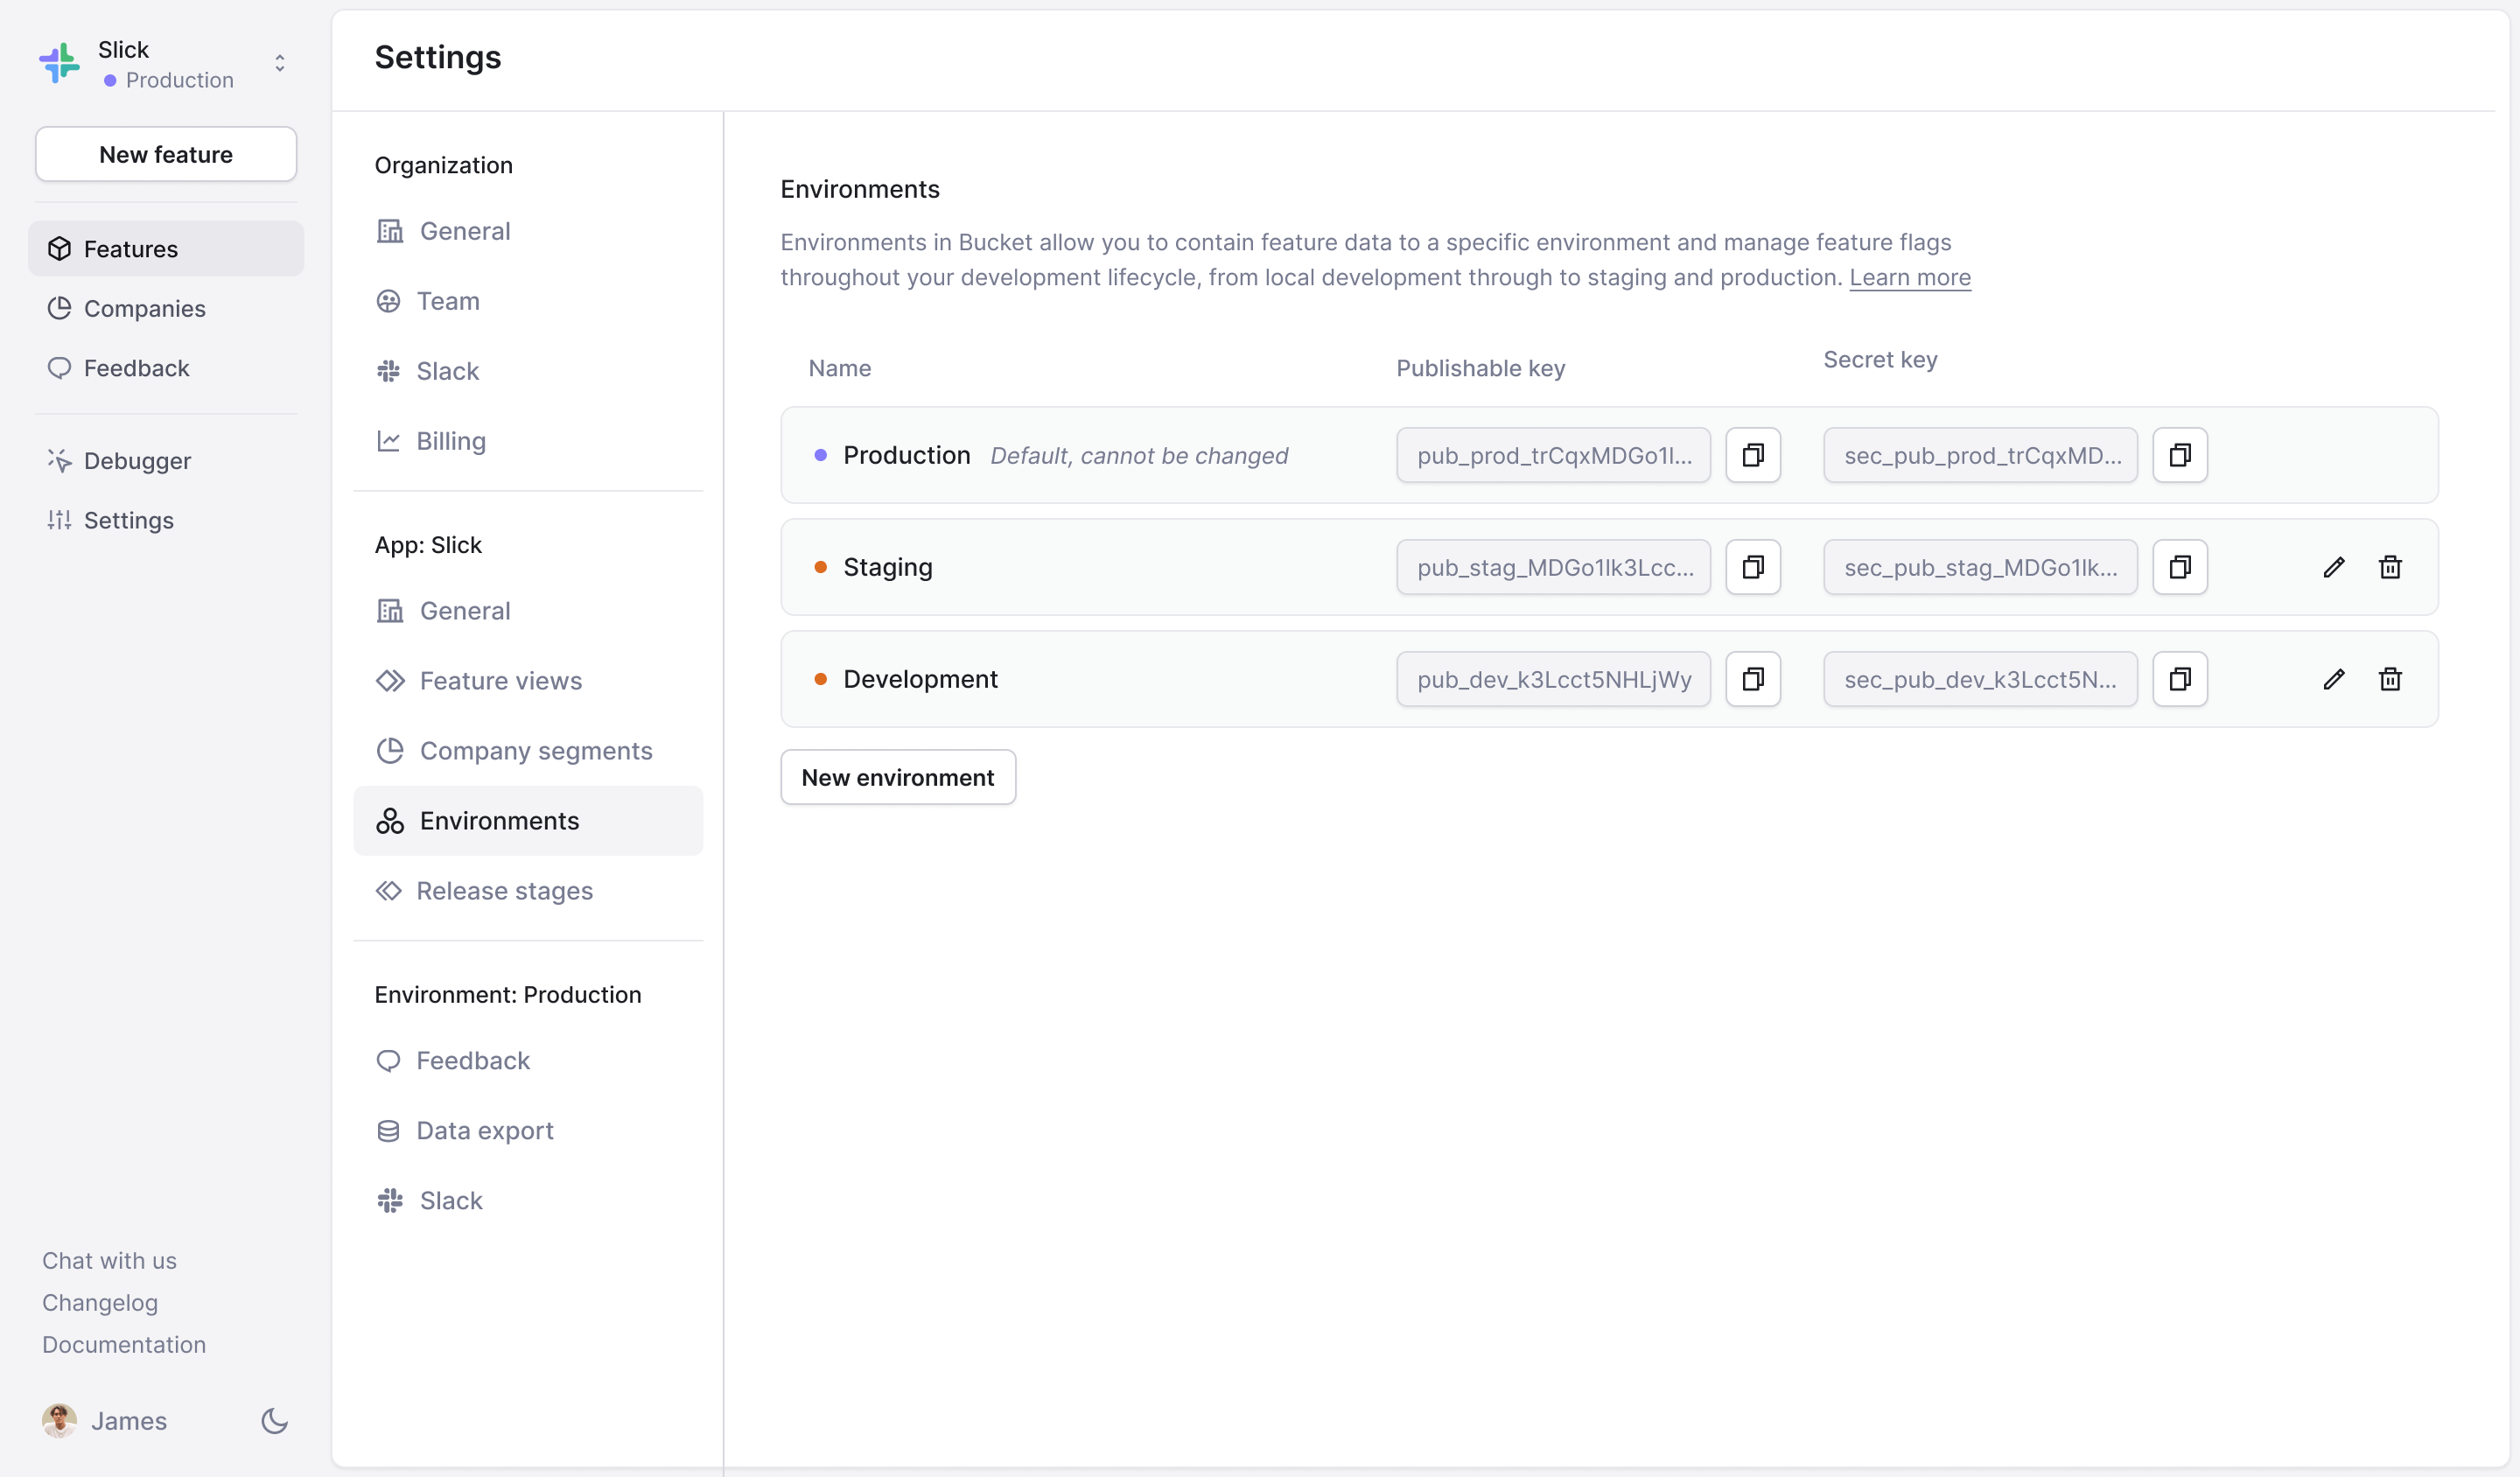 Slick
Production
New feature
Features
Companies
Feedback
Debugger
Settings
Chat with us
Changelog
Documentation
James
Settings
Organization
General
Team
Slack
Billing
App: Slick
General
Feature views
Company segments
Environments
Release stages
Environment: Production
Feedback
Data export
Slack
Environments
Environments in Bucket allow you to contain feature data to a specific environment and manage feature flags
throughout your development lifecycle, from local development through to staging and production. Learn more
Name Publishable key Secret key
Production Default, cannot be changed pub_prod_trCqxMDGo1l... sec_pub_prod_trCqxMD...
Staging pub_stag_MDGo1lk3Lcc... sec_pub_stag_MDGo1lk...
Development pub_dev_k3Lcct5NHLjWy sec_pub_dev_k3Lcct5N...
New environment